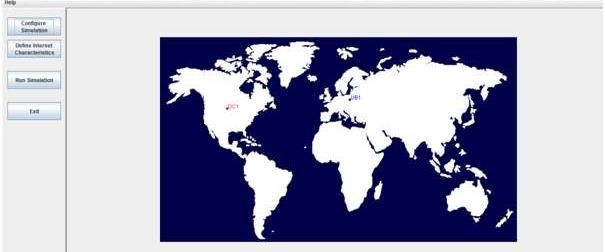 Help
Configure
Simulation
Define Internet
Characteristics
Run Simulation
Exit
DC1
UB1